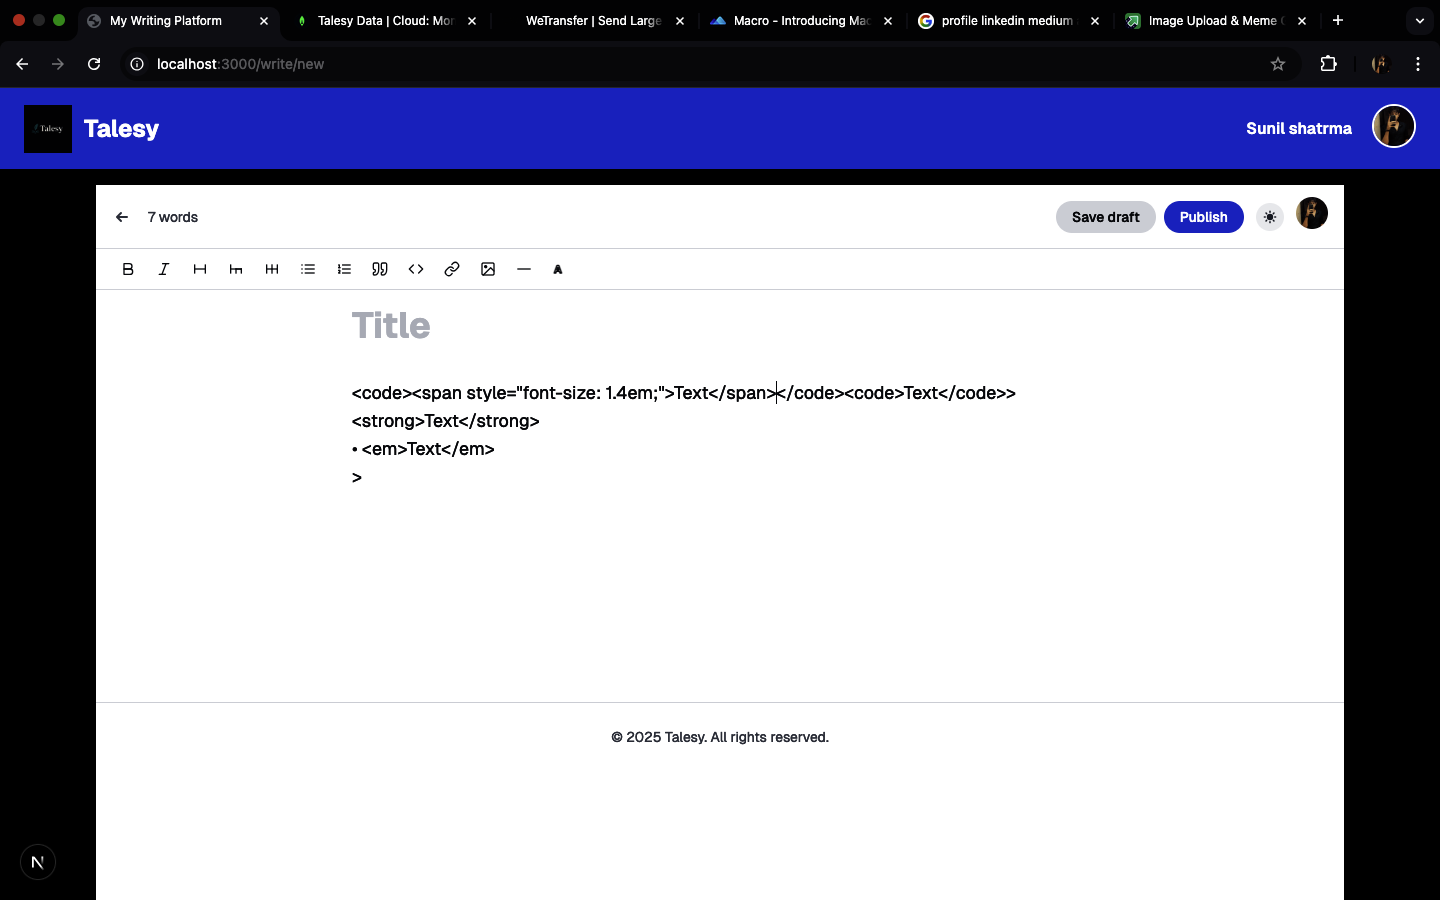 My Writing Platform
Talesy Data | Cloud: Mon
WeTransfer | Send Large
Macro - Introducing Mac
profile linkedin medium
Image Upload & Meme G
localhost:3000/write/new
Talesy
Talesy
Sunil shatrma
7 words
Save draft
Publish
B I H A
Title
<code><span style="font-size: 1.4em;">Text</span></code><code>Text</code>>
<strong>Text</strong>
• <em>Text</em>
>
© 2025 Talesy. All rights reserved.
N